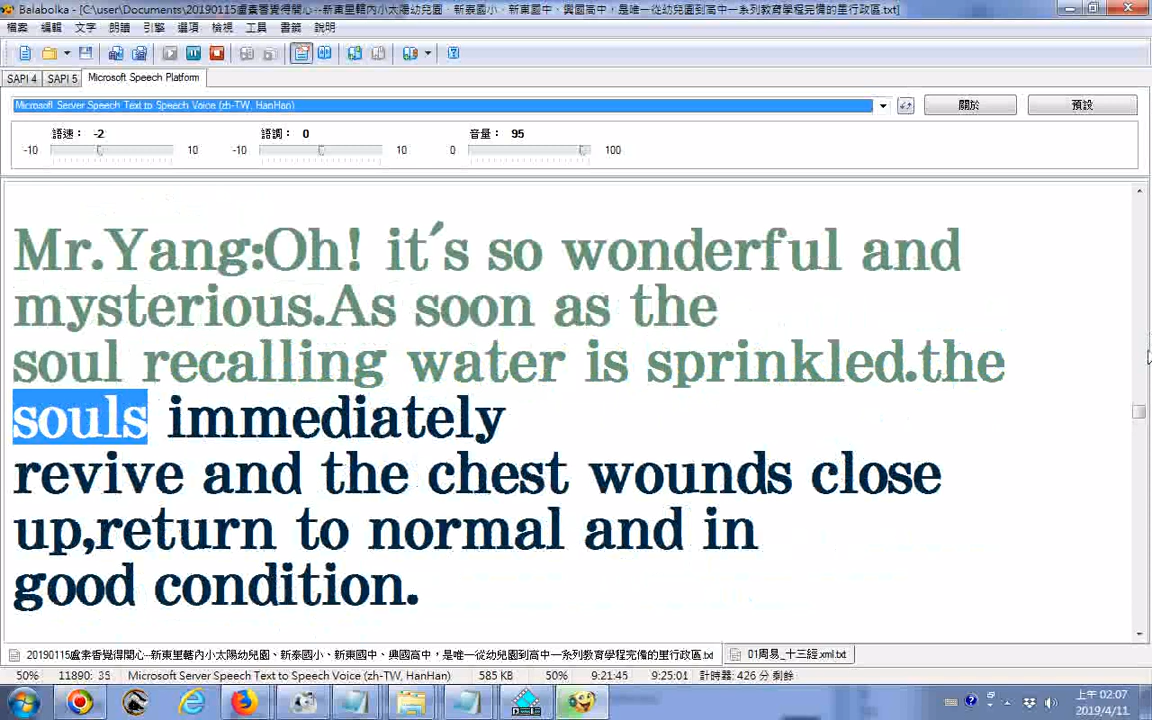 Balabolka - [C:\user\Documents\20190115盧素香覺得開心--新東里轄內小太陽幼兒園、新泰國小、新東國中、興國高中，是唯一從幼兒園到高中一系列教育學程完備的里行政區.txt]
檔案 編輯 文字 朗讀 引擎 選項 檢視 工具 書籤 說明
SAPI 4 SAPI 5 Microsoft Speech Platform
Microsoft Server Speech Text to Speech Voice (zh-TW, HanHan) 關於 預設
語速： -2 語調： 0 音量： 95
-10 10 -10 10 0 100
Mr.Yang:Oh! it's so wonderful and
mysterious.As soon as the
soul recalling water is sprinkled.the
souls immediately
revive and the chest wounds close
up,return to normal and in
good condition.
20190115盧素香覺得開心--新東里轄內小太陽幼兒園、新泰國小、新東國中、興國高中，是唯一從幼兒園到高中一系列教育學程完備的里行政區.txt 01周易_十三經.xml.txt
50% 11890: 35 Microsoft Server Speech Text to Speech Voice (zh-TW, HanHan) 585 KB 50% 9:21:45 9:25:01 計時器: 426 分 剩餘
上午 02:07
2019/4/11